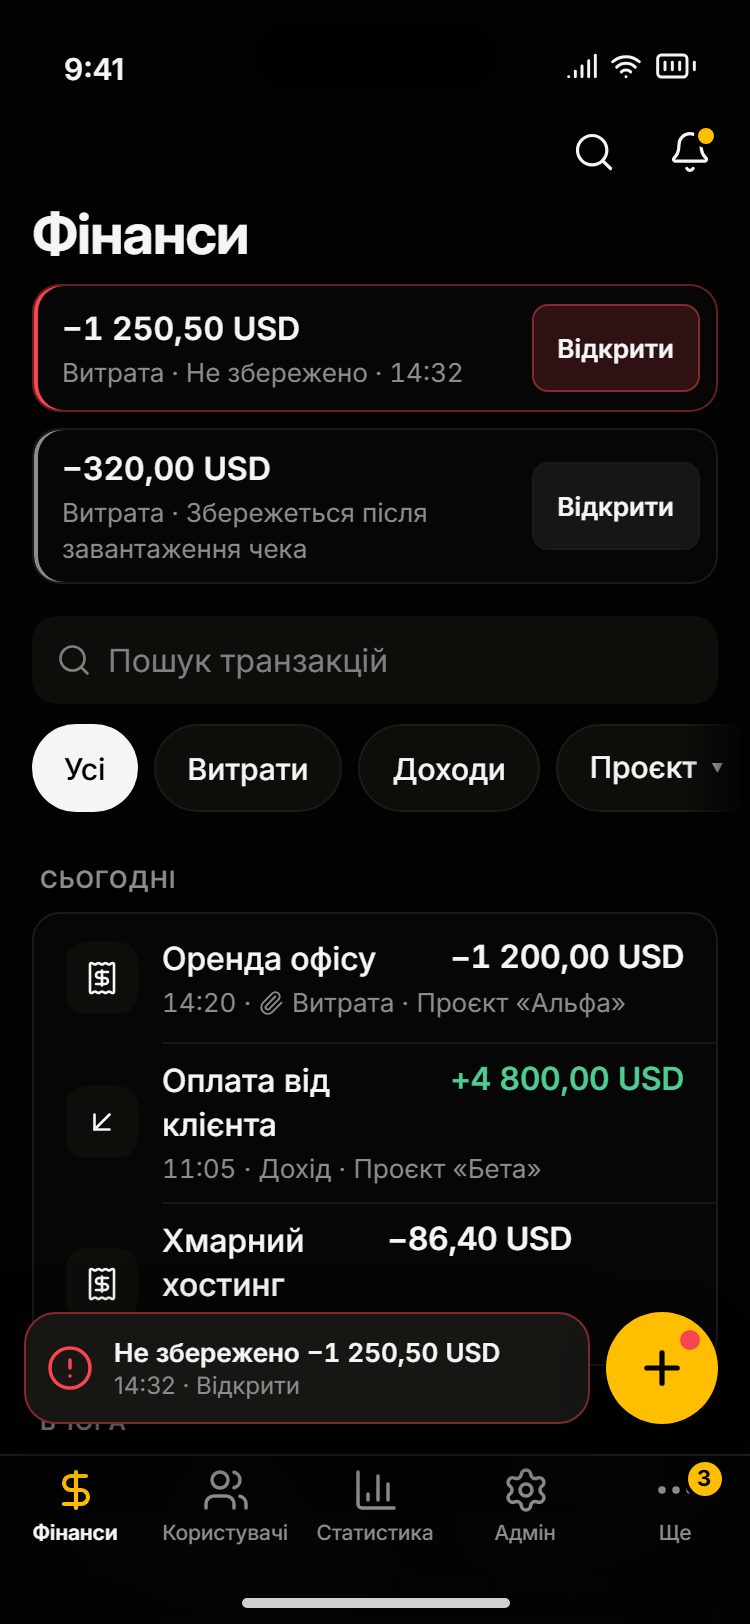 9:41
Фінанси
−1 250,50 USD
Витрата · Не збережено · 14:32
Відкрити
−320,00 USD
Витрата · Збережеться після
завантаження чека
Відкрити
Пошук транзакцій
Усі
Витрати
Доходи
Проєкт ▾
СЬОГОДНІ
Оренда офісу
−1 200,00 USD
14:20 · Витрата · Проєкт «Альфа»
Оплата від
клієнта
+4 800,00 USD
11:05 · Дохід · Проєкт «Бета»
Хмарний
хостинг
−86,40 USD
Не збережено −1 250,50 USD
14:32 · Відкрити
Фінанси
Користувачі
Статистика
Адмін
3
Ще